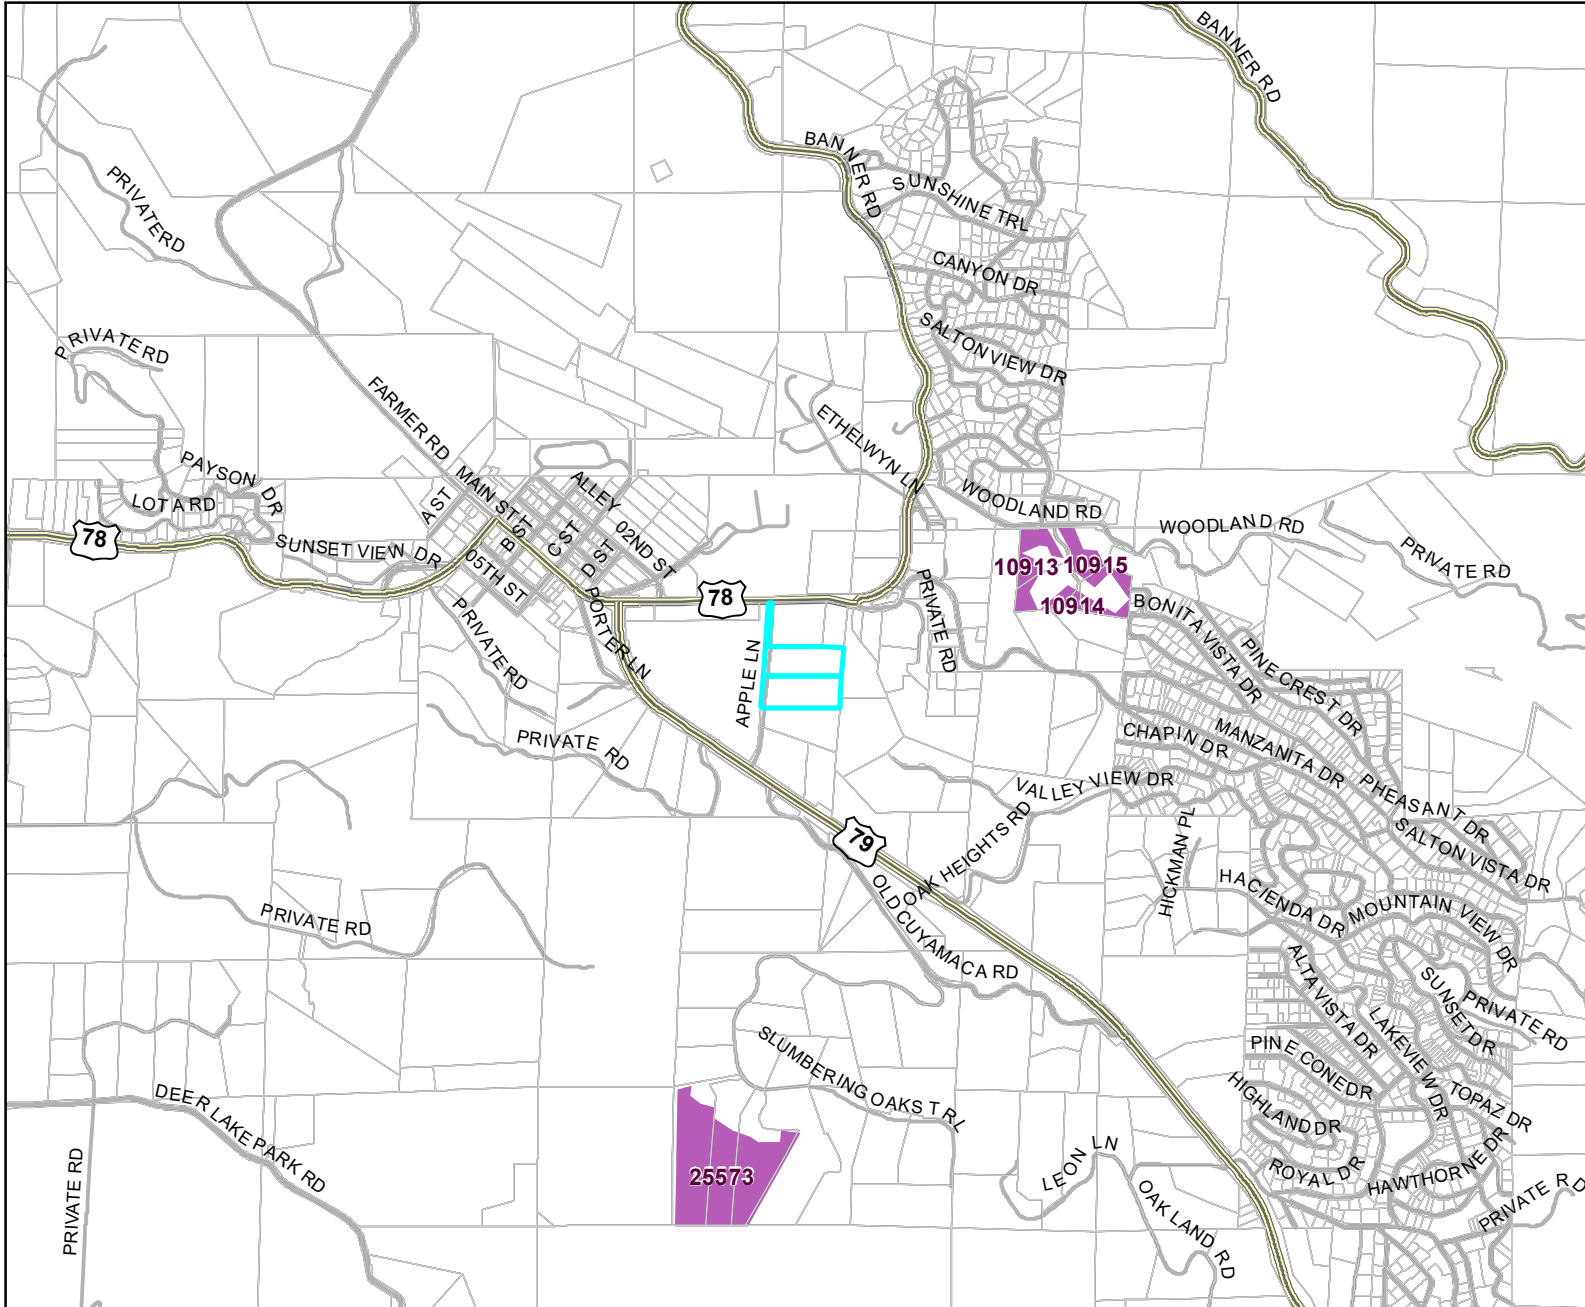 BANNER RD
BANNER RD
PRIVATERD
SUNSHINE TRL
CANYON DR
SALTON VIEW DR
PRIVATE RD
FARMER RD
ETHELWYN LN
PAYSON DR
LOT A RD
MAIN ST
ALLEY
A ST
B ST
C ST
D ST
02ND ST
05TH ST
WOODLAND RD
WOODLAND RD
78
SUNSET VIEW DR
PRIVATE RD
10913
10915
10914
78
PRIVATE RD
PORTER LN
PRIVATE RD
BONITA VISTA DR
PINECREST DR
APPLE LN
PRIVATE RD
CHAPIN DR
MANZANITA DR
VALLEY VIEW DR
PHEASANT DR
SALTON VISTA DR
79
OAK HEIGHTS RD
HICKMAN PL
HACIENDA DR
MOUNTAIN VIEW DR
OLD CUYAMACA RD
PRIVATE RD
ALTA VISTA DR
SUNSET DR
PRIVATE RD
LAKEVIEW DR
SLUMBERING OAKS TRL
PINE CONE DR
HIGHLAND DR
TOPAZ DR
DEER LAKE PARK RD
PRIVATE RD
25573
LEON LN
ROYAL DR
HAWTHORNE DR
OAK LAND RD
PRIVATE RD